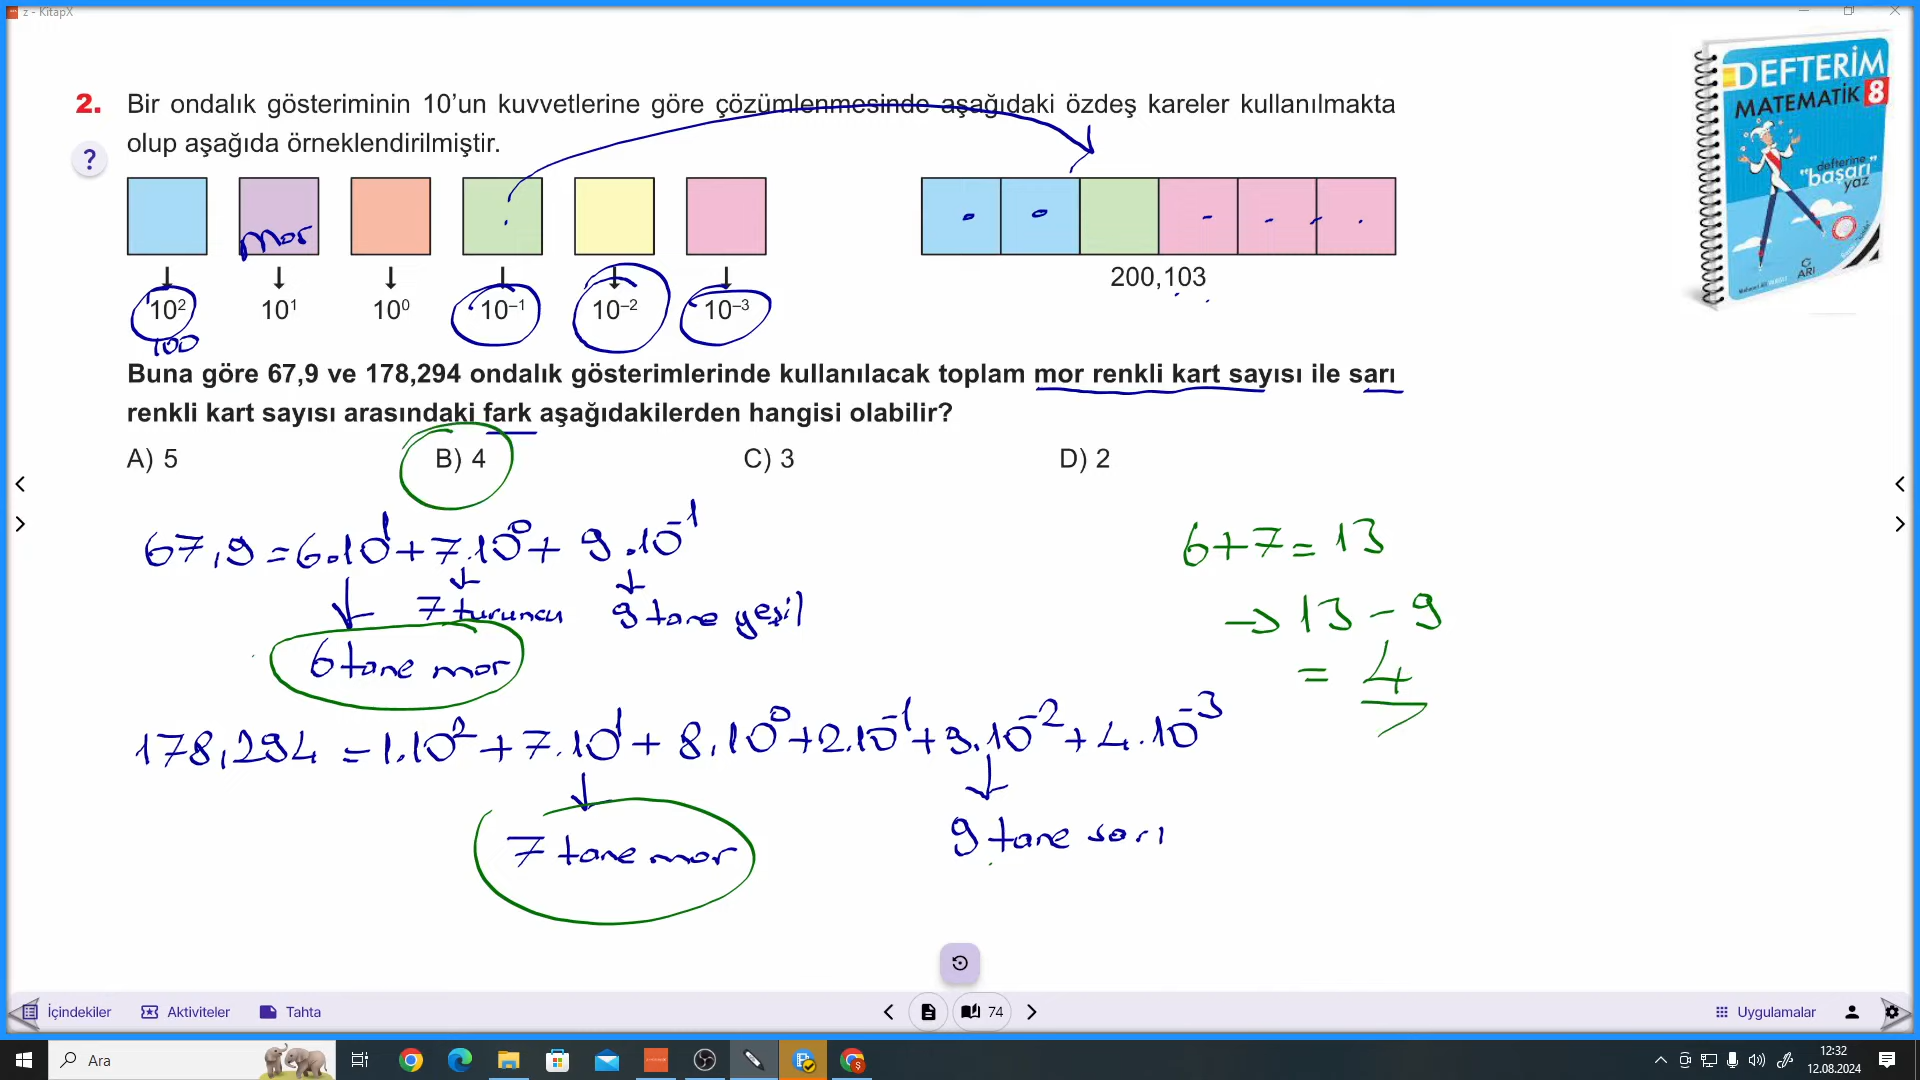 z - KitapX
2. Bir ondalık gösteriminin 10'un kuvvetlerine göre çözümlenmesinde aşağıdaki özdeş kareler kullanılmakta
olup aşağıda örneklendirilmiştir.
?
mor
10² 10¹ 10⁰ 10⁻¹ 10⁻² 10⁻³
100
200,103
DEFTERİM
MATEMATİK 8
defterine
"başarı"
yaz
ARI
Buna göre 67,9 ve 178,294 ondalık gösterimlerinde kullanılacak toplam mor renkli kart sayısı ile sarı
renkli kart sayısı arasındaki fark aşağıdakilerden hangisi olabilir?
A) 5 B) 4 C) 3 D) 2
67,9 = 6.10¹ + 7.10⁰ + 9.10⁻¹
7 turuncu 9 tane yeşil
6 tane mor
178,294 = 1.10² + 7.10¹ + 8.10⁰ + 2.10⁻¹ + 9.10⁻² + 4.10⁻³
7 tane mor 9 tane sarı
6+7=13
→ 13 - 9
= 4
İçindekiler Aktiviteler Tahta 74 Uygulamalar
Ara
12:32
12.08.2024